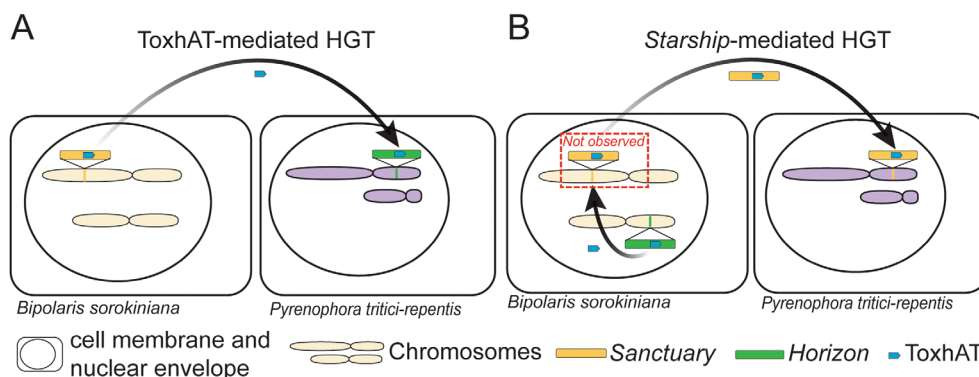 A
ToxhAT-mediated HGT
B
Starship-mediated HGT
Not observed
Bipolaris sorokiniana
Pyrenophora tritici-repentis
Bipolaris sorokiniana
Pyrenophora tritici-repentis
cell membrane and
nuclear envelope
Chromosomes
Sanctuary
Horizon
ToxhAT